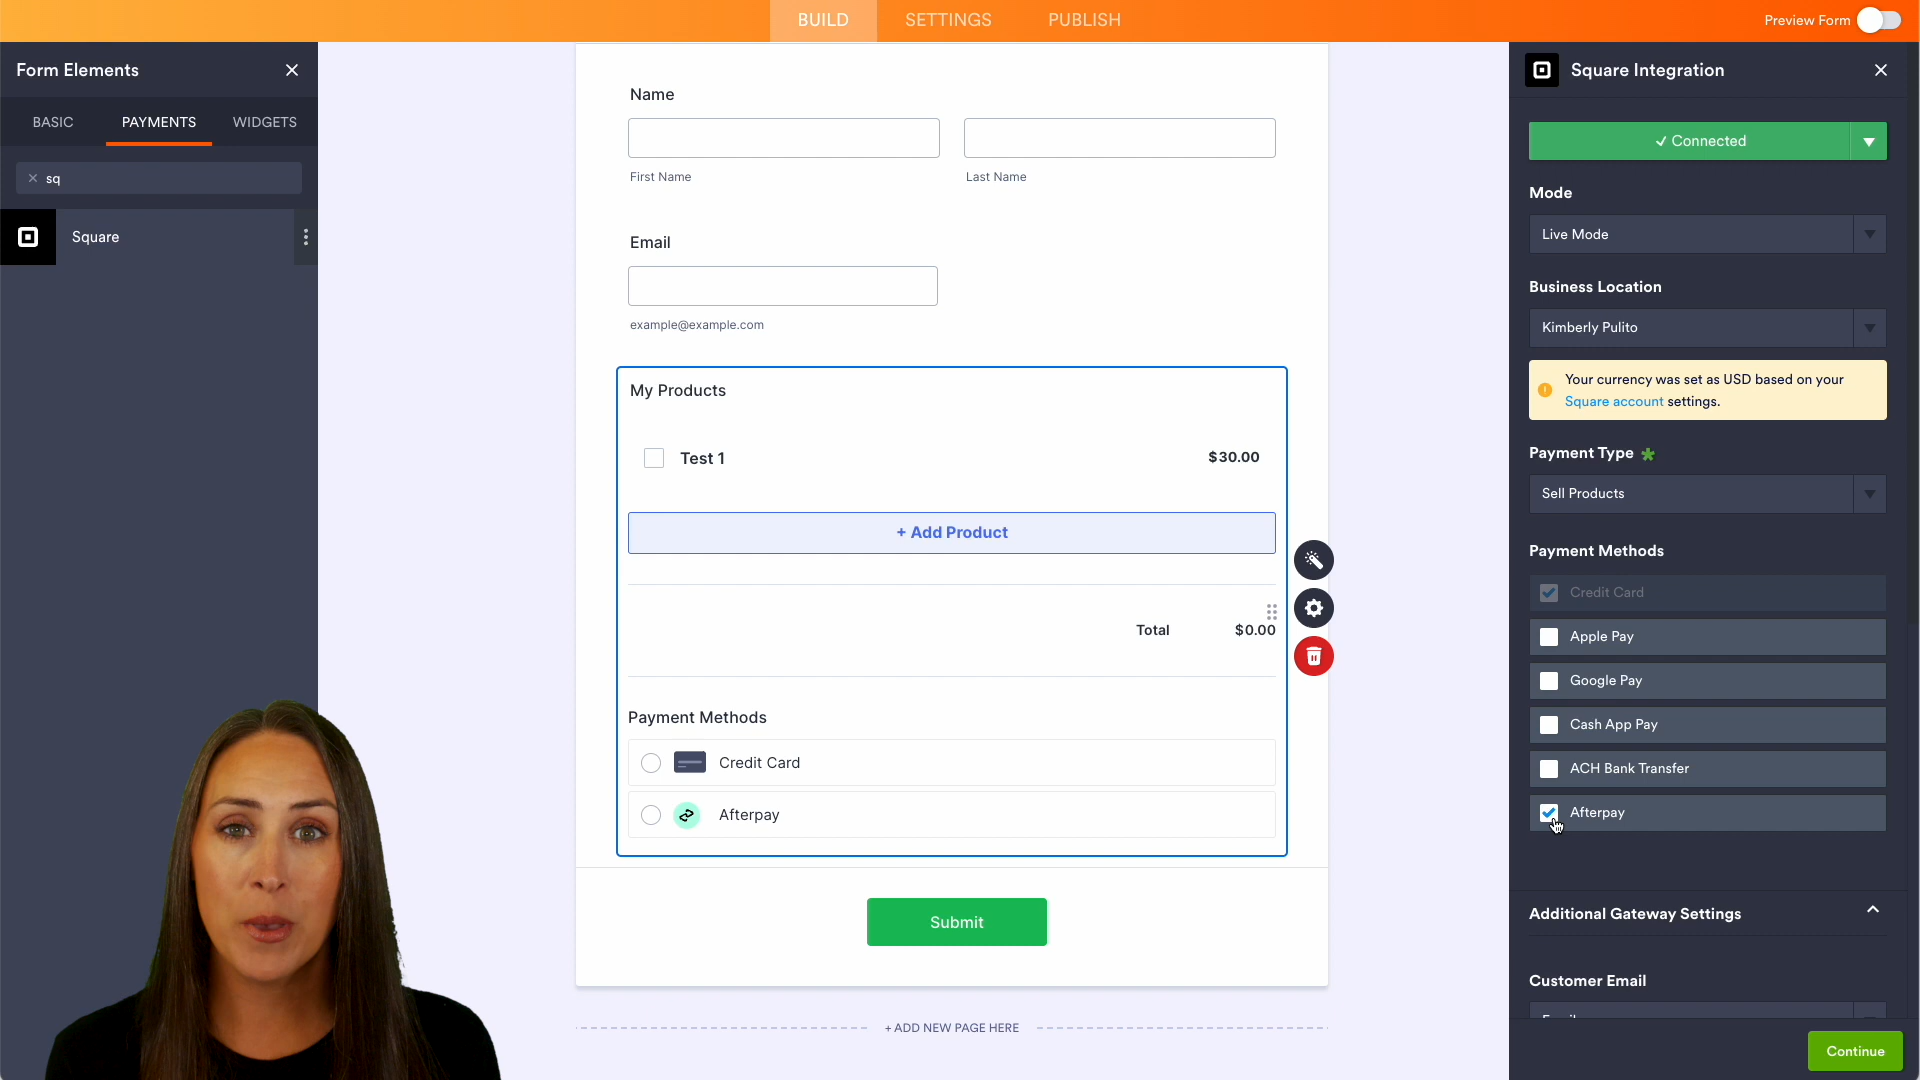 BUILD
SETTINGS
PUBLISH
Preview Form
Form Elements
BASIC
PAYMENTS
WIDGETS
sq
Square
Name
First Name
Last Name
Email
example@example.com
My Products
Test 1
$30.00
+ Add Product
Total
$0.00
Payment Methods
Credit Card
Afterpay
Submit
+ ADD NEW PAGE HERE
Square Integration
Connected
Mode
Live Mode
Business Location
Kimberly Pulito
Your currency was set as USD based on your
Square account settings.
Payment Type
Sell Products
Payment Methods
Credit Card
Apple Pay
Google Pay
Cash App Pay
ACH Bank Transfer
Afterpay
Additional Gateway Settings
Customer Email
Continue